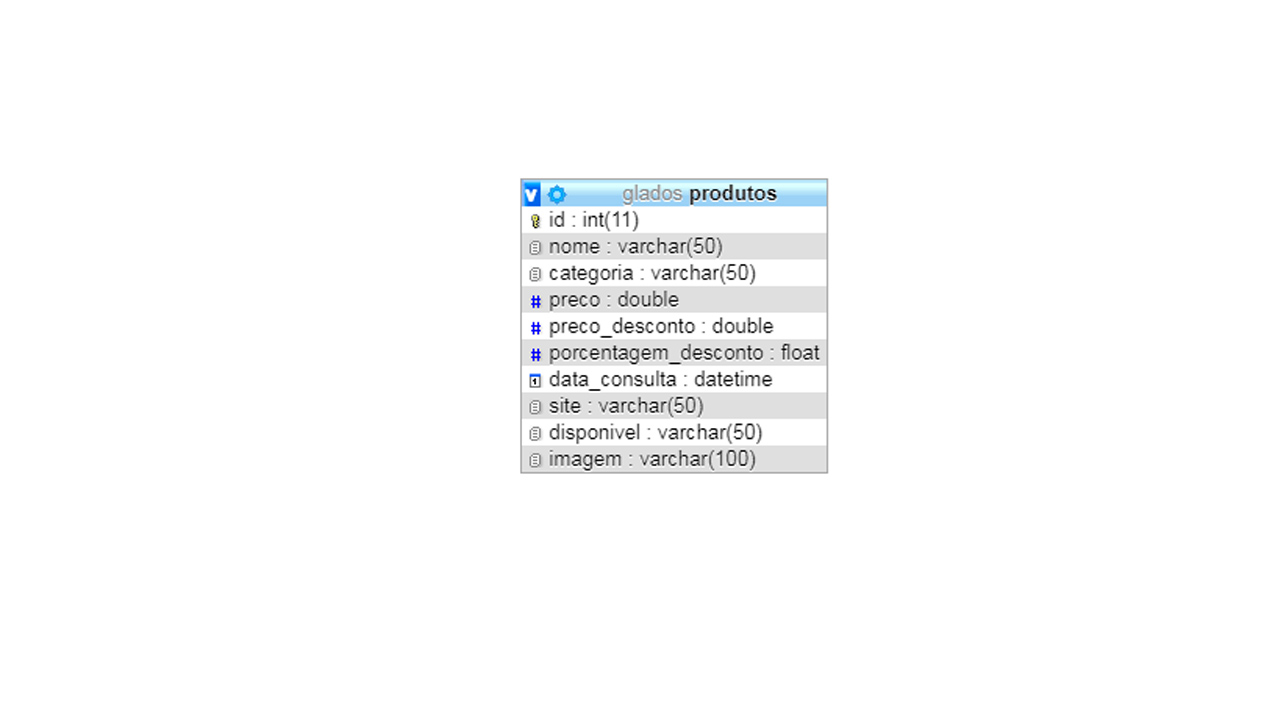 v glados produtos
id : int(11)
nome : varchar(50)
categoria : varchar(50)
preco : double
preco_desconto : double
porcentagem_desconto : float
data_consulta : datetime
site : varchar(50)
disponivel : varchar(50)
imagem : varchar(100)